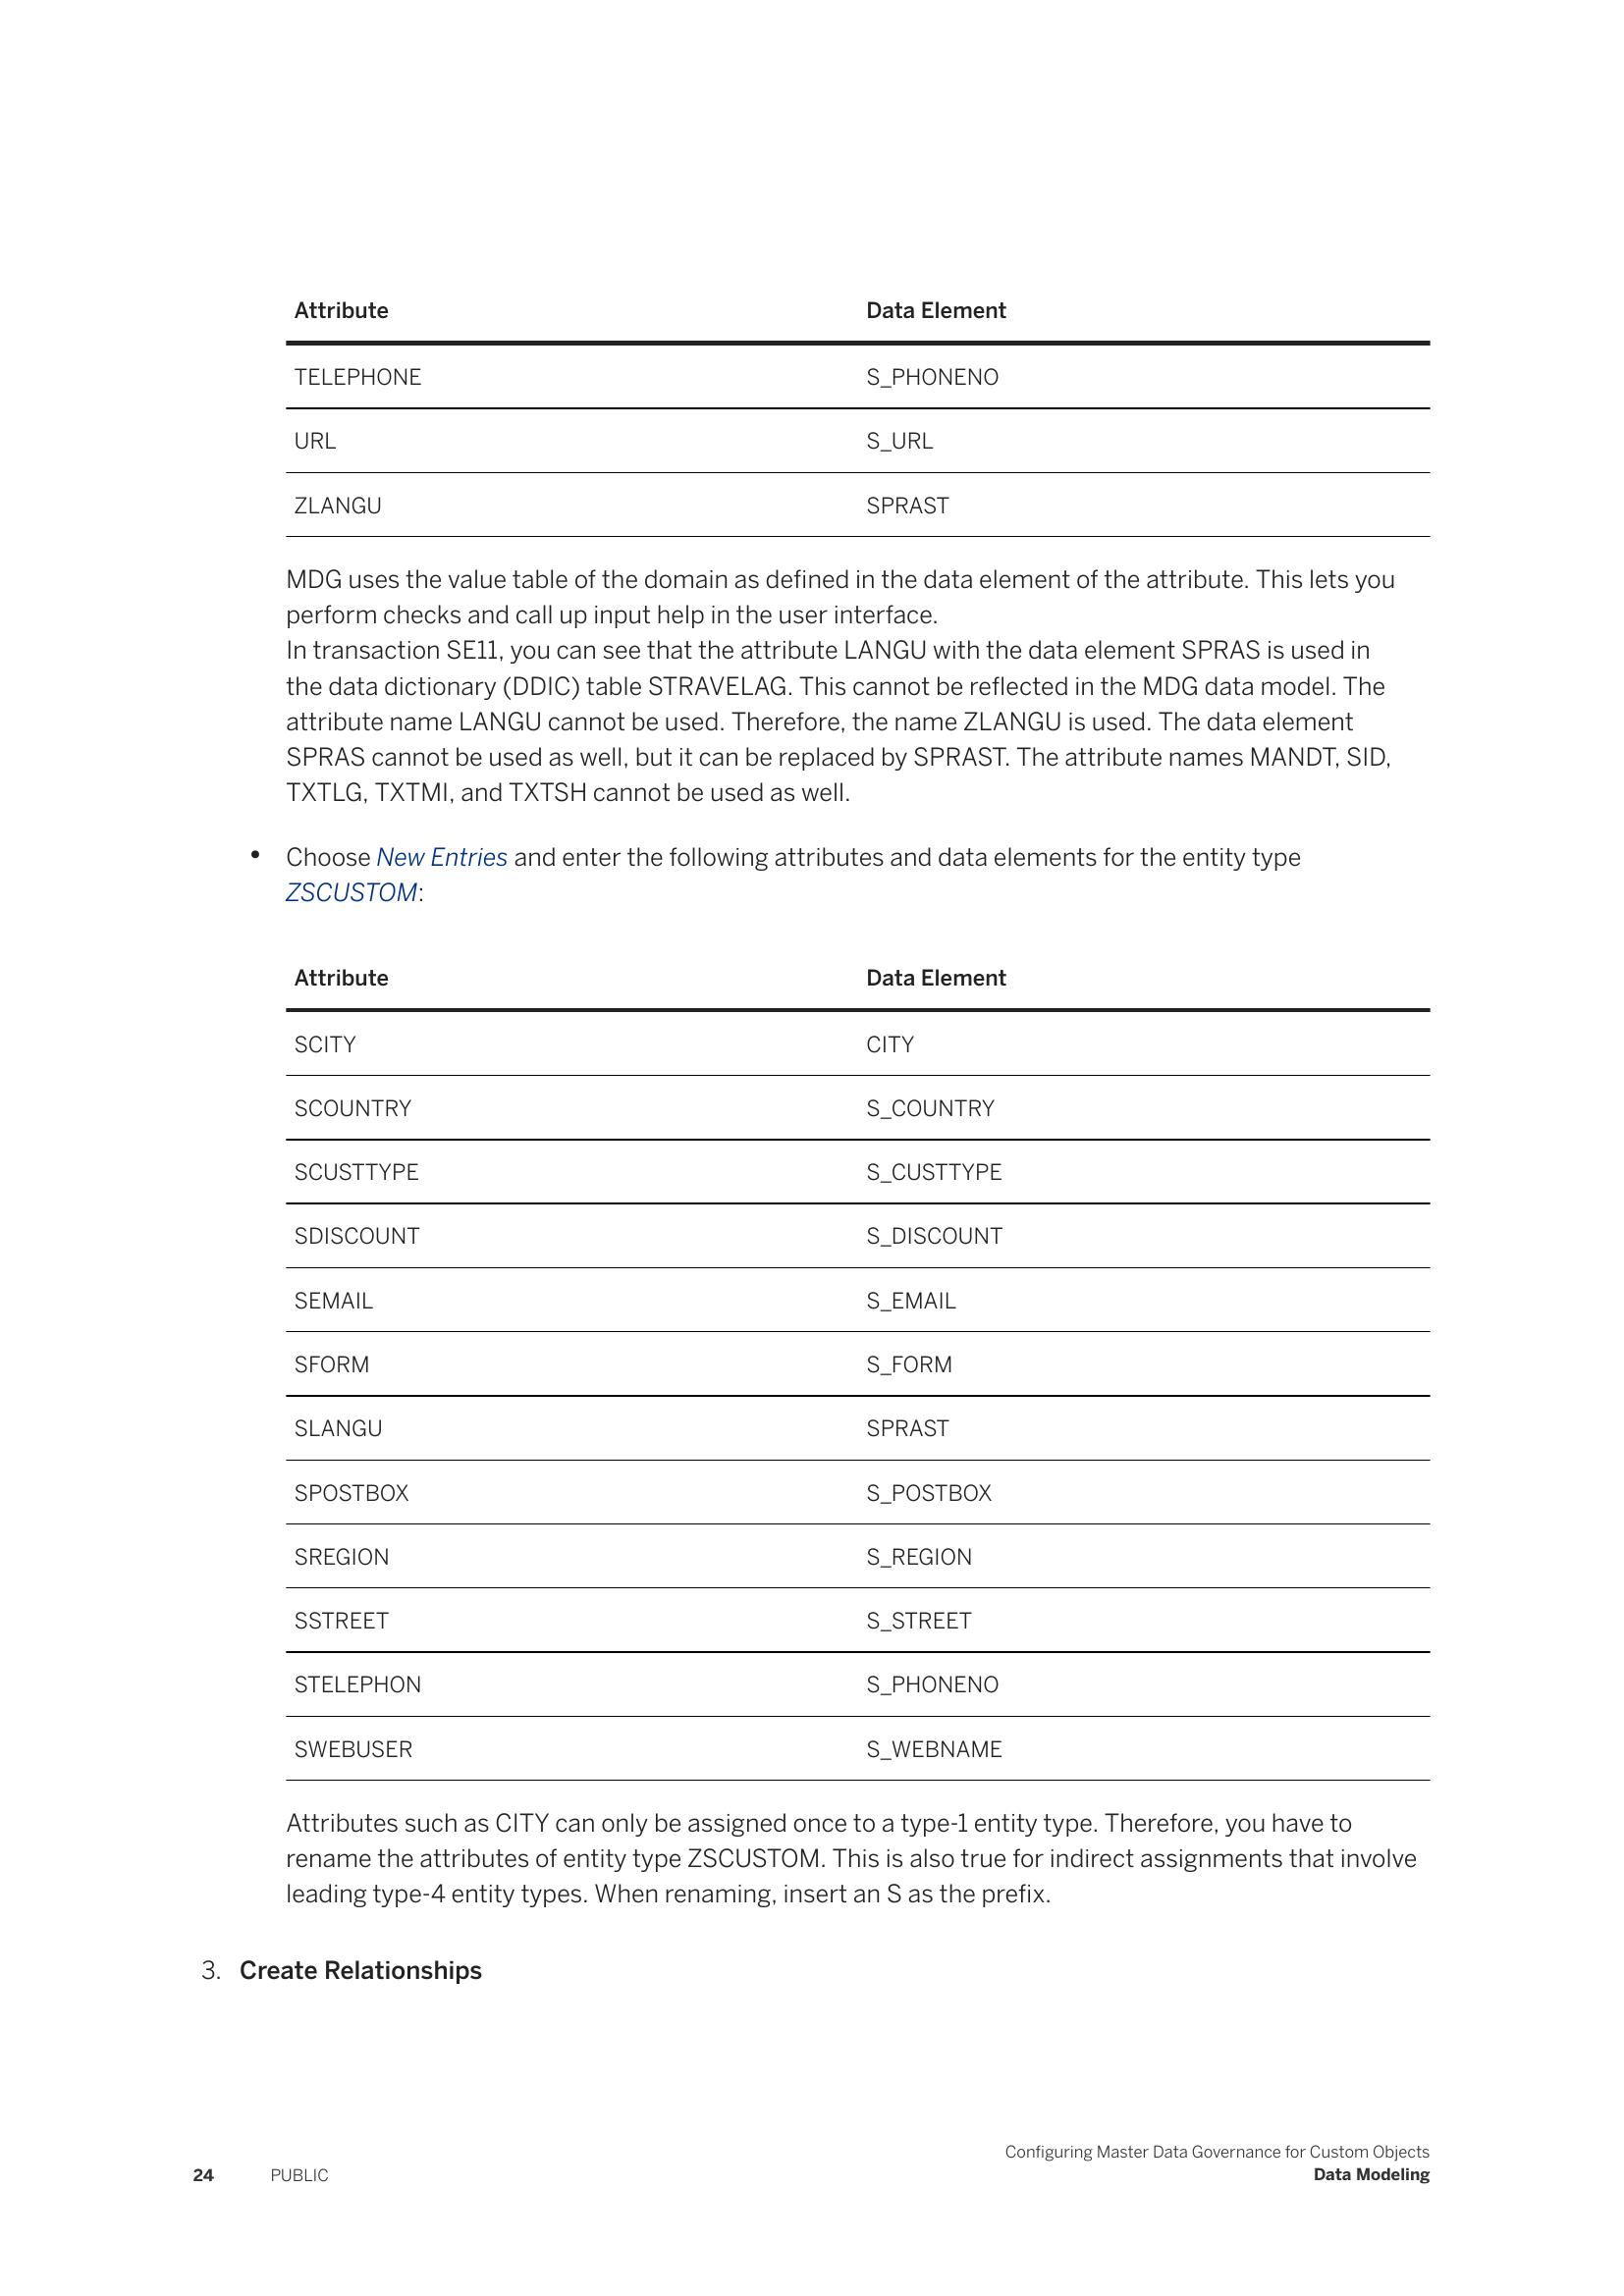 Attribute Data Element
TELEPHONE S_PHONENO
URL S_URL
ZLANGU SPRAST
MDG uses the value table of the domain as defined in the data element of the attribute. This lets you
perform checks and call up input help in the user interface.
In transaction SE11, you can see that the attribute LANGU with the data element SPRAS is used in
the data dictionary (DDIC) table STRAVELAG. This cannot be reflected in the MDG data model. The
attribute name LANGU cannot be used. Therefore, the name ZLANGU is used. The data element
SPRAS cannot be used as well, but it can be replaced by SPRAST. The attribute names MANDT, SID,
TXTLG, TXTMI, and TXTSH cannot be used as well.
• Choose New Entries and enter the following attributes and data elements for the entity type
ZSCUSTOM:
Attribute Data Element
SCITY CITY
SCOUNTRY S_COUNTRY
SCUSTTYPE S_CUSTTYPE
SDISCOUNT S_DISCOUNT
SEMAIL S_EMAIL
SFORM S_FORM
SLANGU SPRAST
SPOSTBOX S_POSTBOX
SREGION S_REGION
SSTREET S_STREET
STELEPHON S_PHONENO
SWEBUSER S_WEBNAME
Attributes such as CITY can only be assigned once to a type-1 entity type. Therefore, you have to
rename the attributes of entity type ZSCUSTOM. This is also true for indirect assignments that involve
leading type-4 entity types. When renaming, insert an S as the prefix.
3. Create Relationships
Configuring Master Data Governance for Custom Objects
24 PUBLIC Data Modeling